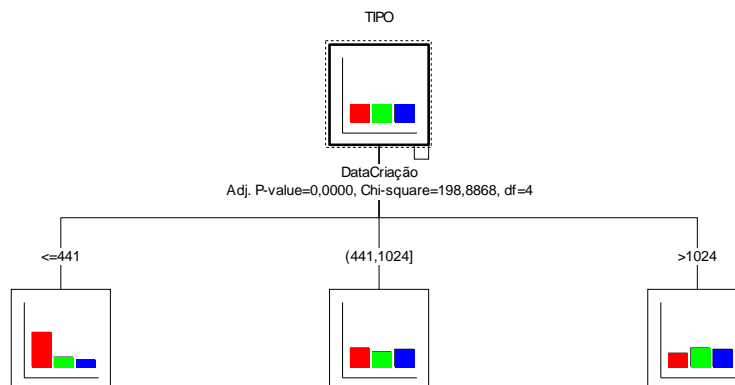 TIPO
DataCriação
Adj. P-value=0,0000, Chi-square=198,8868, df=4
<=441
(441,1024]
>1024